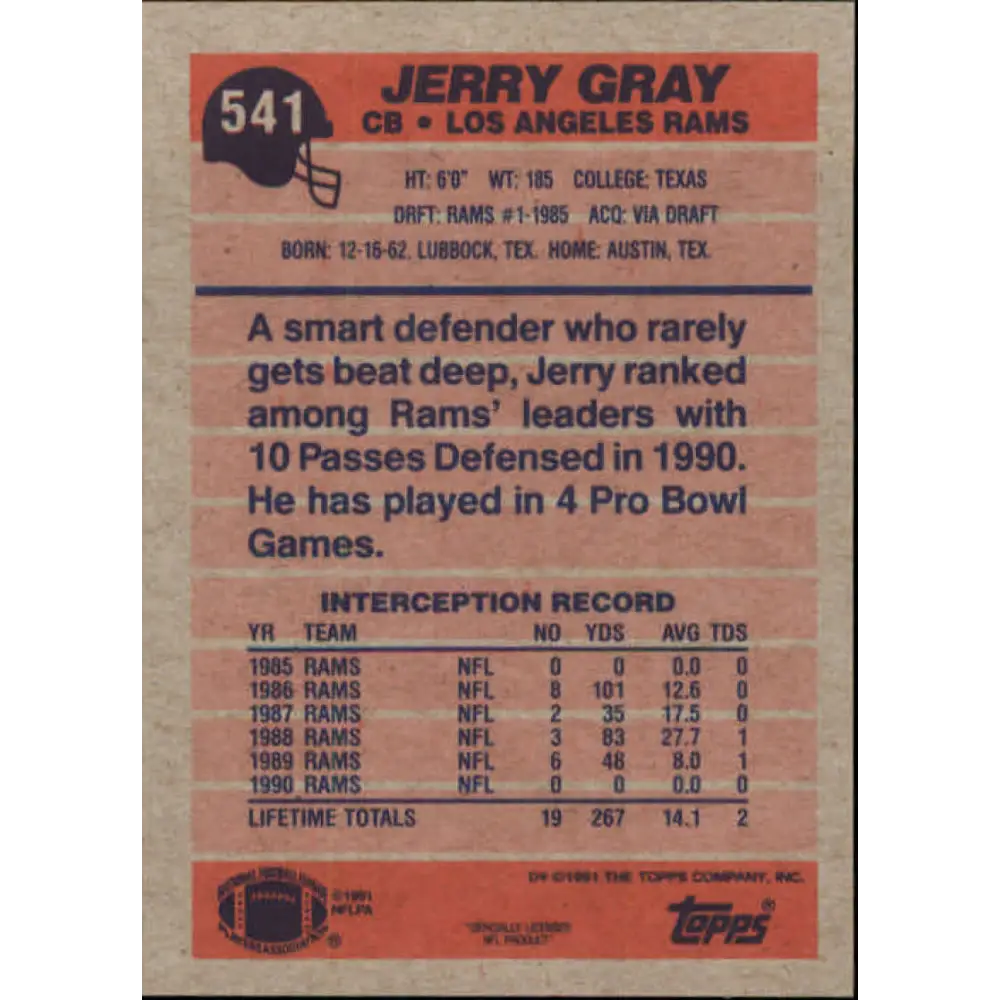 541
JERRY GRAY
CB • LOS ANGELES RAMS
HT: 6'0" WT: 185 COLLEGE: TEXAS
DRFT: RAMS #1-1985 ACQ: VIA DRAFT
BORN: 12-16-62, LUBBOCK, TEX. HOME: AUSTIN, TEX.
A smart defender who rarely
gets beat deep, Jerry ranked
among Rams' leaders with
10 Passes Defensed in 1990.
He has played in 4 Pro Bowl
Games.
INTERCEPTION RECORD
YR TEAM NO YDS AVG TDS
1985 RAMS NFL 0 0 0.0 0
1986 RAMS NFL 8 101 12.6 0
1987 RAMS NFL 2 35 17.5 0
1988 RAMS NFL 3 83 27.7 1
1989 RAMS NFL 6 48 8.0 1
1990 RAMS NFL 0 0 0.0 0
LIFETIME TOTALS 19 267 14.1 2
©1991 THE TOPPS COMPANY, INC.
©1991
NFLPA
"OFFICIALLY LICENSED
NFL PRODUCT"
topps®